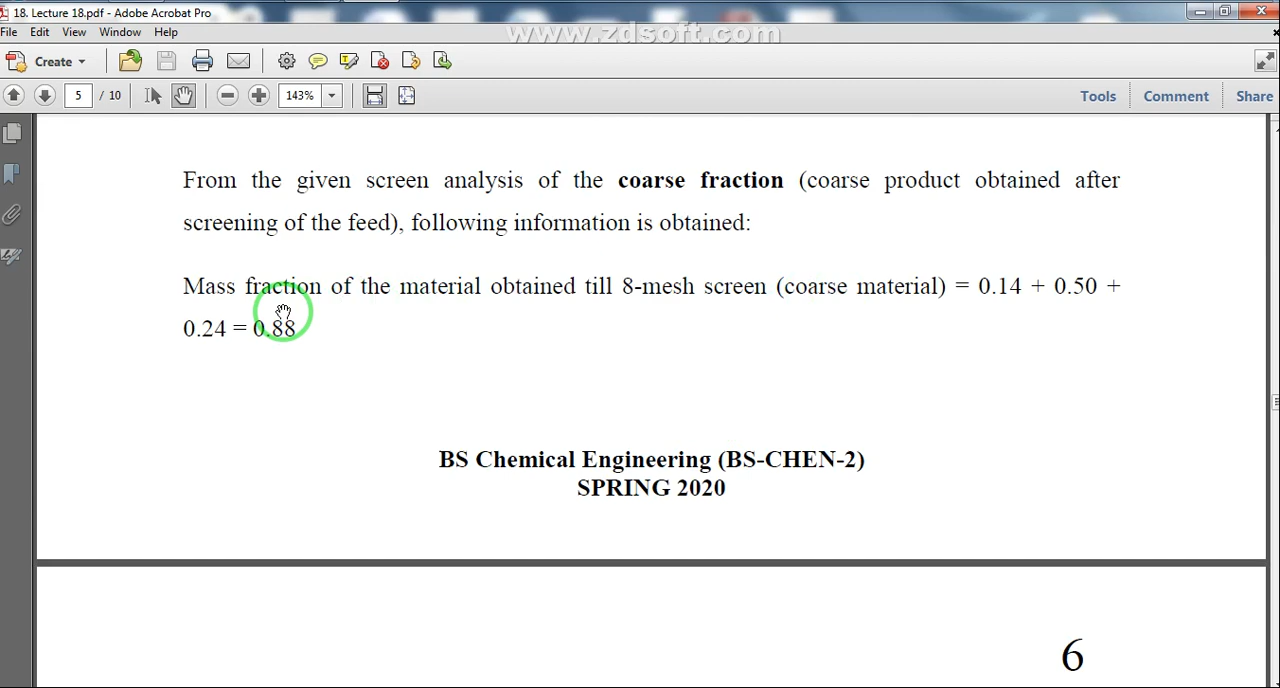 18. Lecture 18.pdf - Adobe Acrobat Pro
www.zdsoft.com
File Edit View Window Help
Create
5 / 10 143% Tools Comment Share
From the given screen analysis of the coarse fraction (coarse product obtained after
screening of the feed), following information is obtained:
Mass fraction of the material obtained till 8-mesh screen (coarse material) = 0.14 + 0.50 +
0.24 = 0.88
BS Chemical Engineering (BS-CHEN-2)
SPRING 2020
6